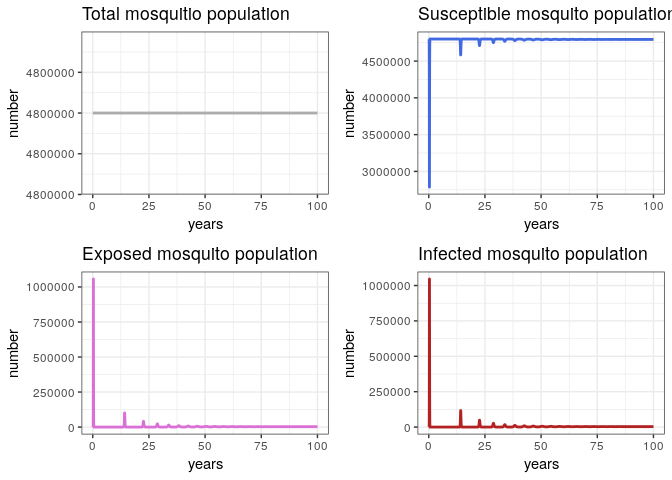 Total mosquitio population
number
4800000
4800000
4800000
4800000
0 25 50 75 100
years
Susceptible mosquito population
number
4500000
4000000
3500000
3000000
0 25 50 75 100
years
Exposed mosquito population
number
1000000
750000
500000
250000
0
0 25 50 75 100
years
Infected mosquito population
number
1000000
750000
500000
250000
0
0 25 50 75 100
years